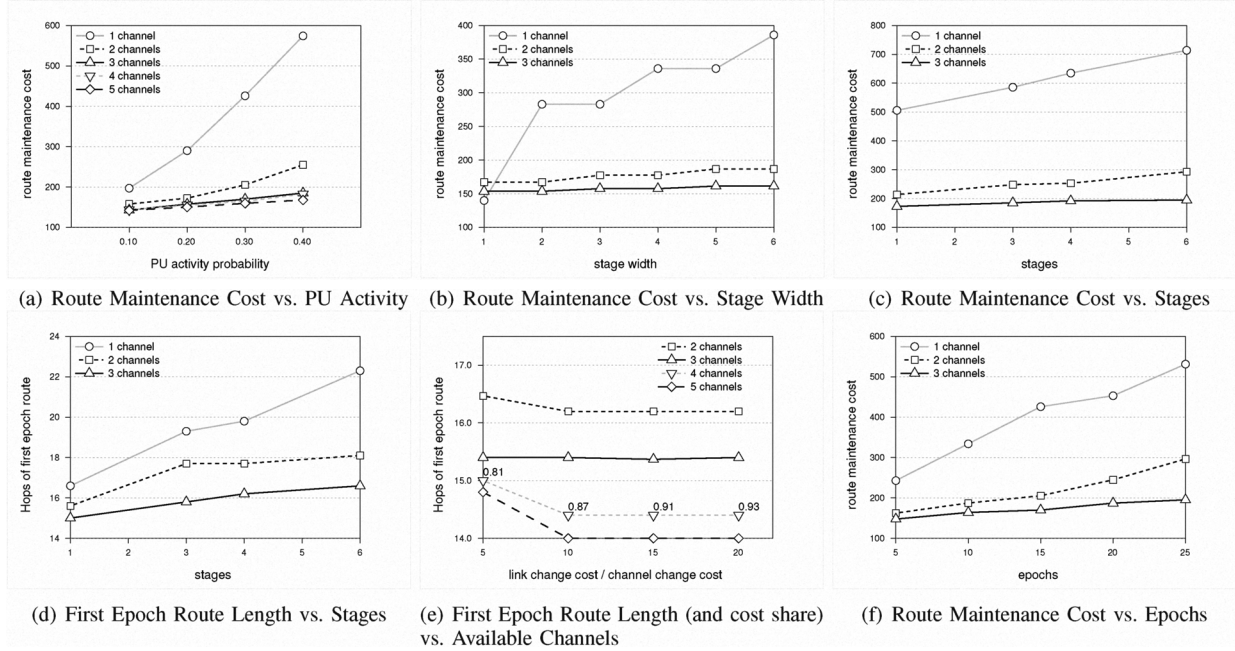 600
500
400
300
200
100
route maintenance cost
1 channel
2 channels
3 channels
4 channels
5 channels
0.10 0.20 0.30 0.40
PU activity probability
(a) Route Maintenance Cost vs. PU Activity
400
350
300
250
200
150
100
route maintenance cost
1 channel
2 channels
3 channels
1 2 3 4 5 6
stage width
(b) Route Maintenance Cost vs. Stage Width
800
700
600
500
400
300
200
100
route maintenance cost
1 channel
2 channels
3 channels
1 2 3 4 5 6
stages
(c) Route Maintenance Cost vs. Stages
24
22
20
18
16
14
Hops of first epoch route
1 channel
2 channels
3 channels
1 2 3 4 5 6
stages
(d) First Epoch Route Length vs. Stages
17.0
16.0
15.0
14.0
Hops of first epoch route
2 channels
3 channels
4 channels
5 channels
0.81
0.87
0.91
0.93
5 10 15 20
link change cost / channel change cost
(e) First Epoch Route Length (and cost share)
vs. Available Channels
600
500
400
300
200
100
route maintenance cost
1 channel
2 channels
3 channels
5 10 15 20 25
epochs
(f) Route Maintenance Cost vs. Epochs